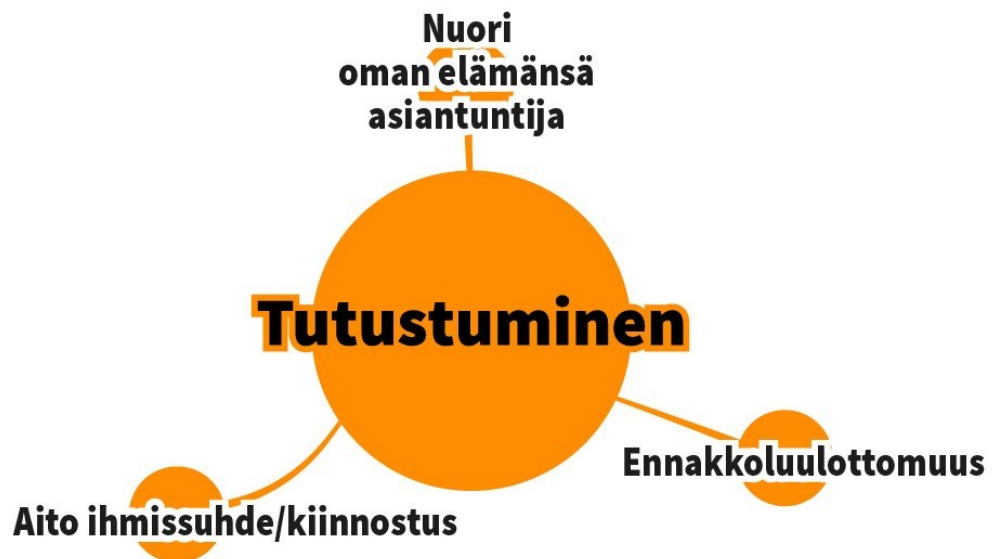 Nuori
oman elämänsä
asiantuntija
Tutustuminen
Ennakkoluulottomuus
Aito ihmissuhde/kiinnostus